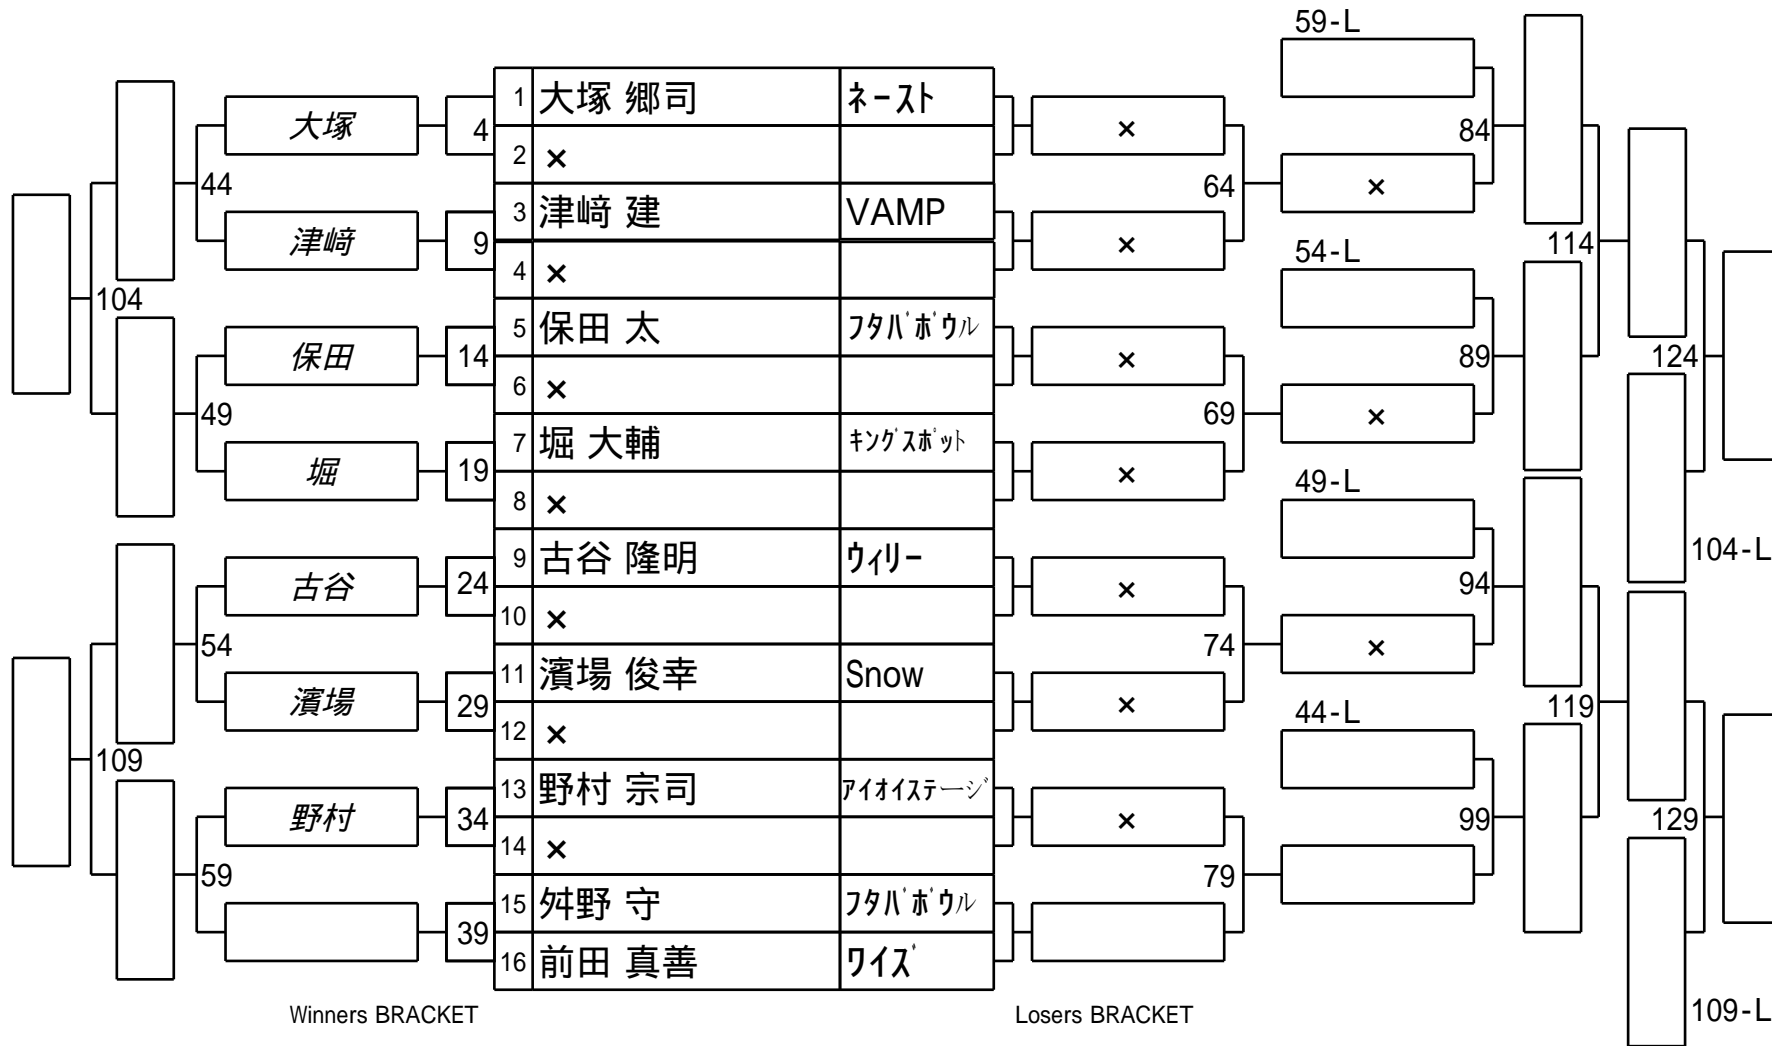 59-L
1 大塚 郷司 ネースト
大塚 4 × 84
2 ×
44 64 ×
3 津﨑 建 VAMP
津﨑 9 × 114
4 × 54-L
104
5 保田 太 フタバボウル
保田 14 × 89 124
6 ×
49 69 ×
7 堀 大輔 キングスポット
堀 19 ×
8 × 49-L
9 古谷 隆明 ウィリー 104-L
古谷 24 × 94
10 ×
54 74 ×
11 濱場 俊幸 Snow
濱場 29 × 119
12 × 44-L
109
13 野村 宗司 アイオイステージ
野村 34 × 99 129
14 ×
59 79
15 舛野 守 フタバボウル
39
16 前田 真善 ワイズ
109-L
Winners BRACKET Losers BRACKET